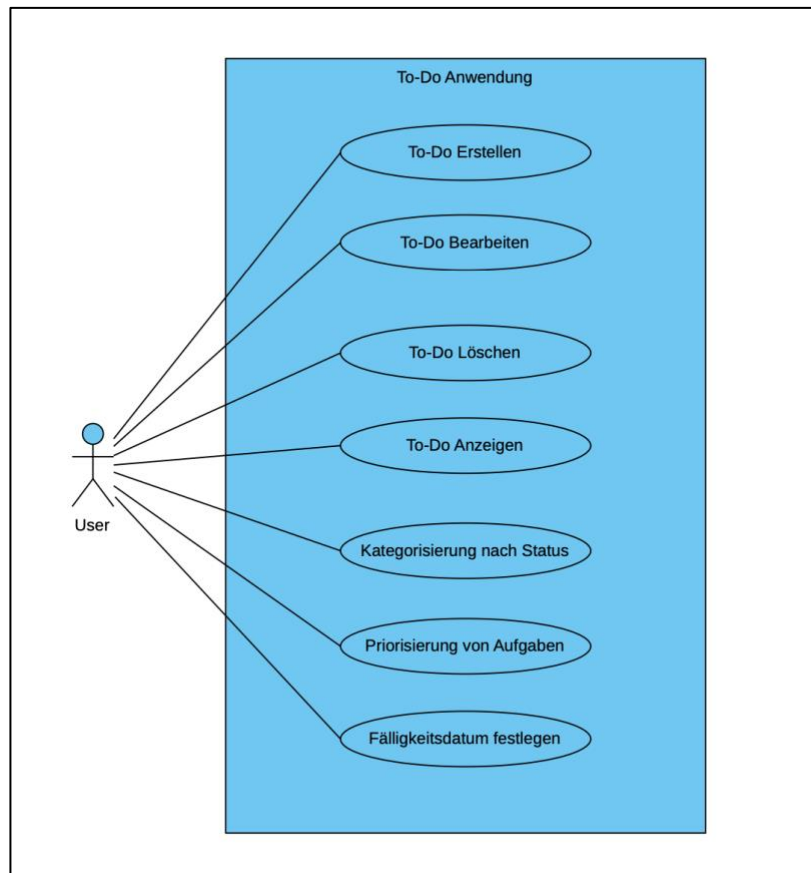 To-Do Anwendung
To-Do Erstellen
To-Do Bearbeiten
To-Do Löschen
To-Do Anzeigen
User
Kategorisierung nach Status
Priorisierung von Aufgaben
Fälligkeitsdatum festlegen